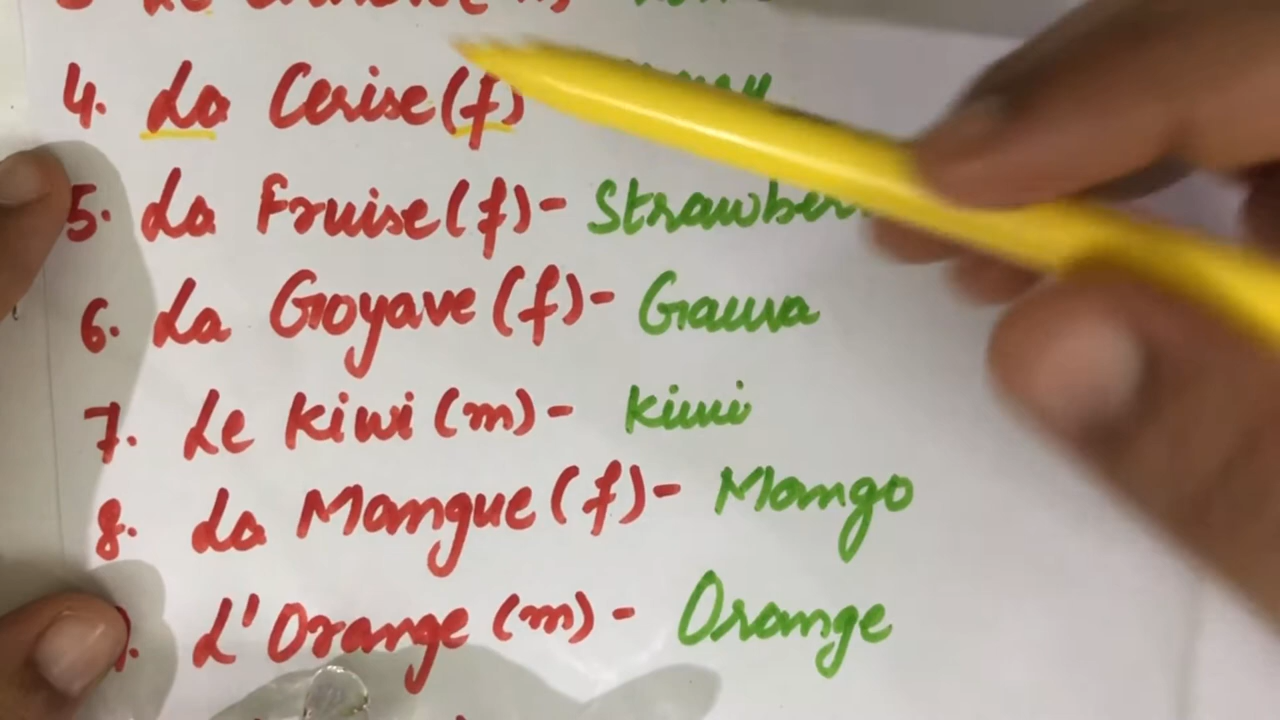 4. La Cerise (f)
5. La Fruise (f) - Strawber
6. La Goyave (f) - Gauva
7. Le kiwi (m) - kiwi
8. La Mangue (f) - Mango
L'Orange (m) - Orange